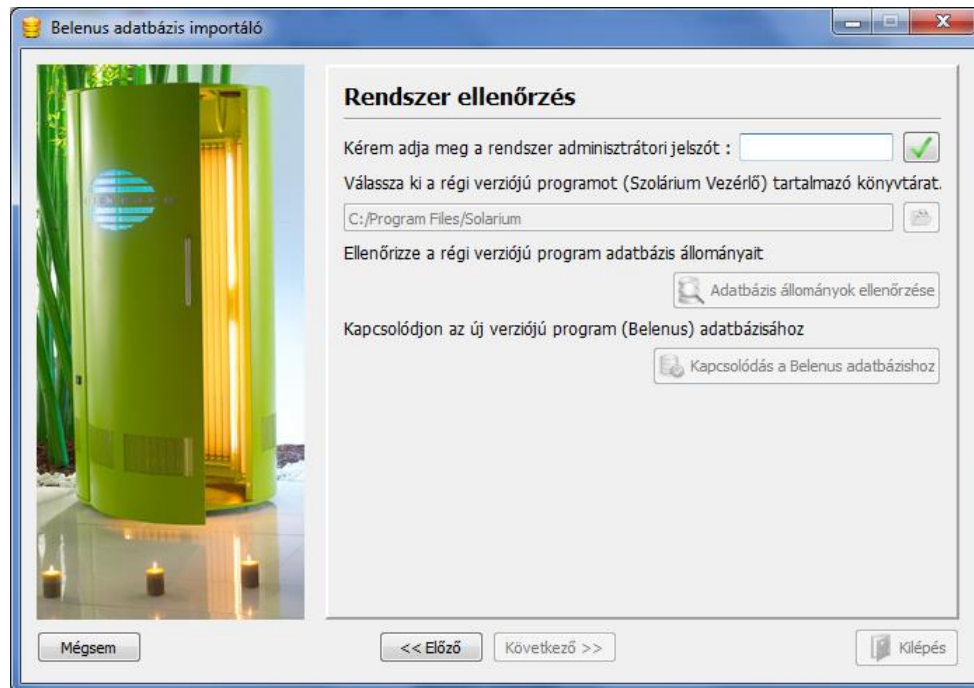 Belenus adatbázis importáló
Rendszer ellenőrzés
Kérem adja meg a rendszer adminisztrátori jelszót :
Válassza ki a régi verziójú programot (Szolárium Vezérlő) tartalmazó könyvtárat.
C:/Program Files/Solarium
Ellenőrizze a régi verziójú program adatbázis állományait
Adatbázis állományok ellenőrzése
Kapcsolódjon az új verziójú program (Belenus) adatbázisához
Kapcsolódás a Belenus adatbázishoz
Mégsem
<< Előző
Következő >>
Kilépés